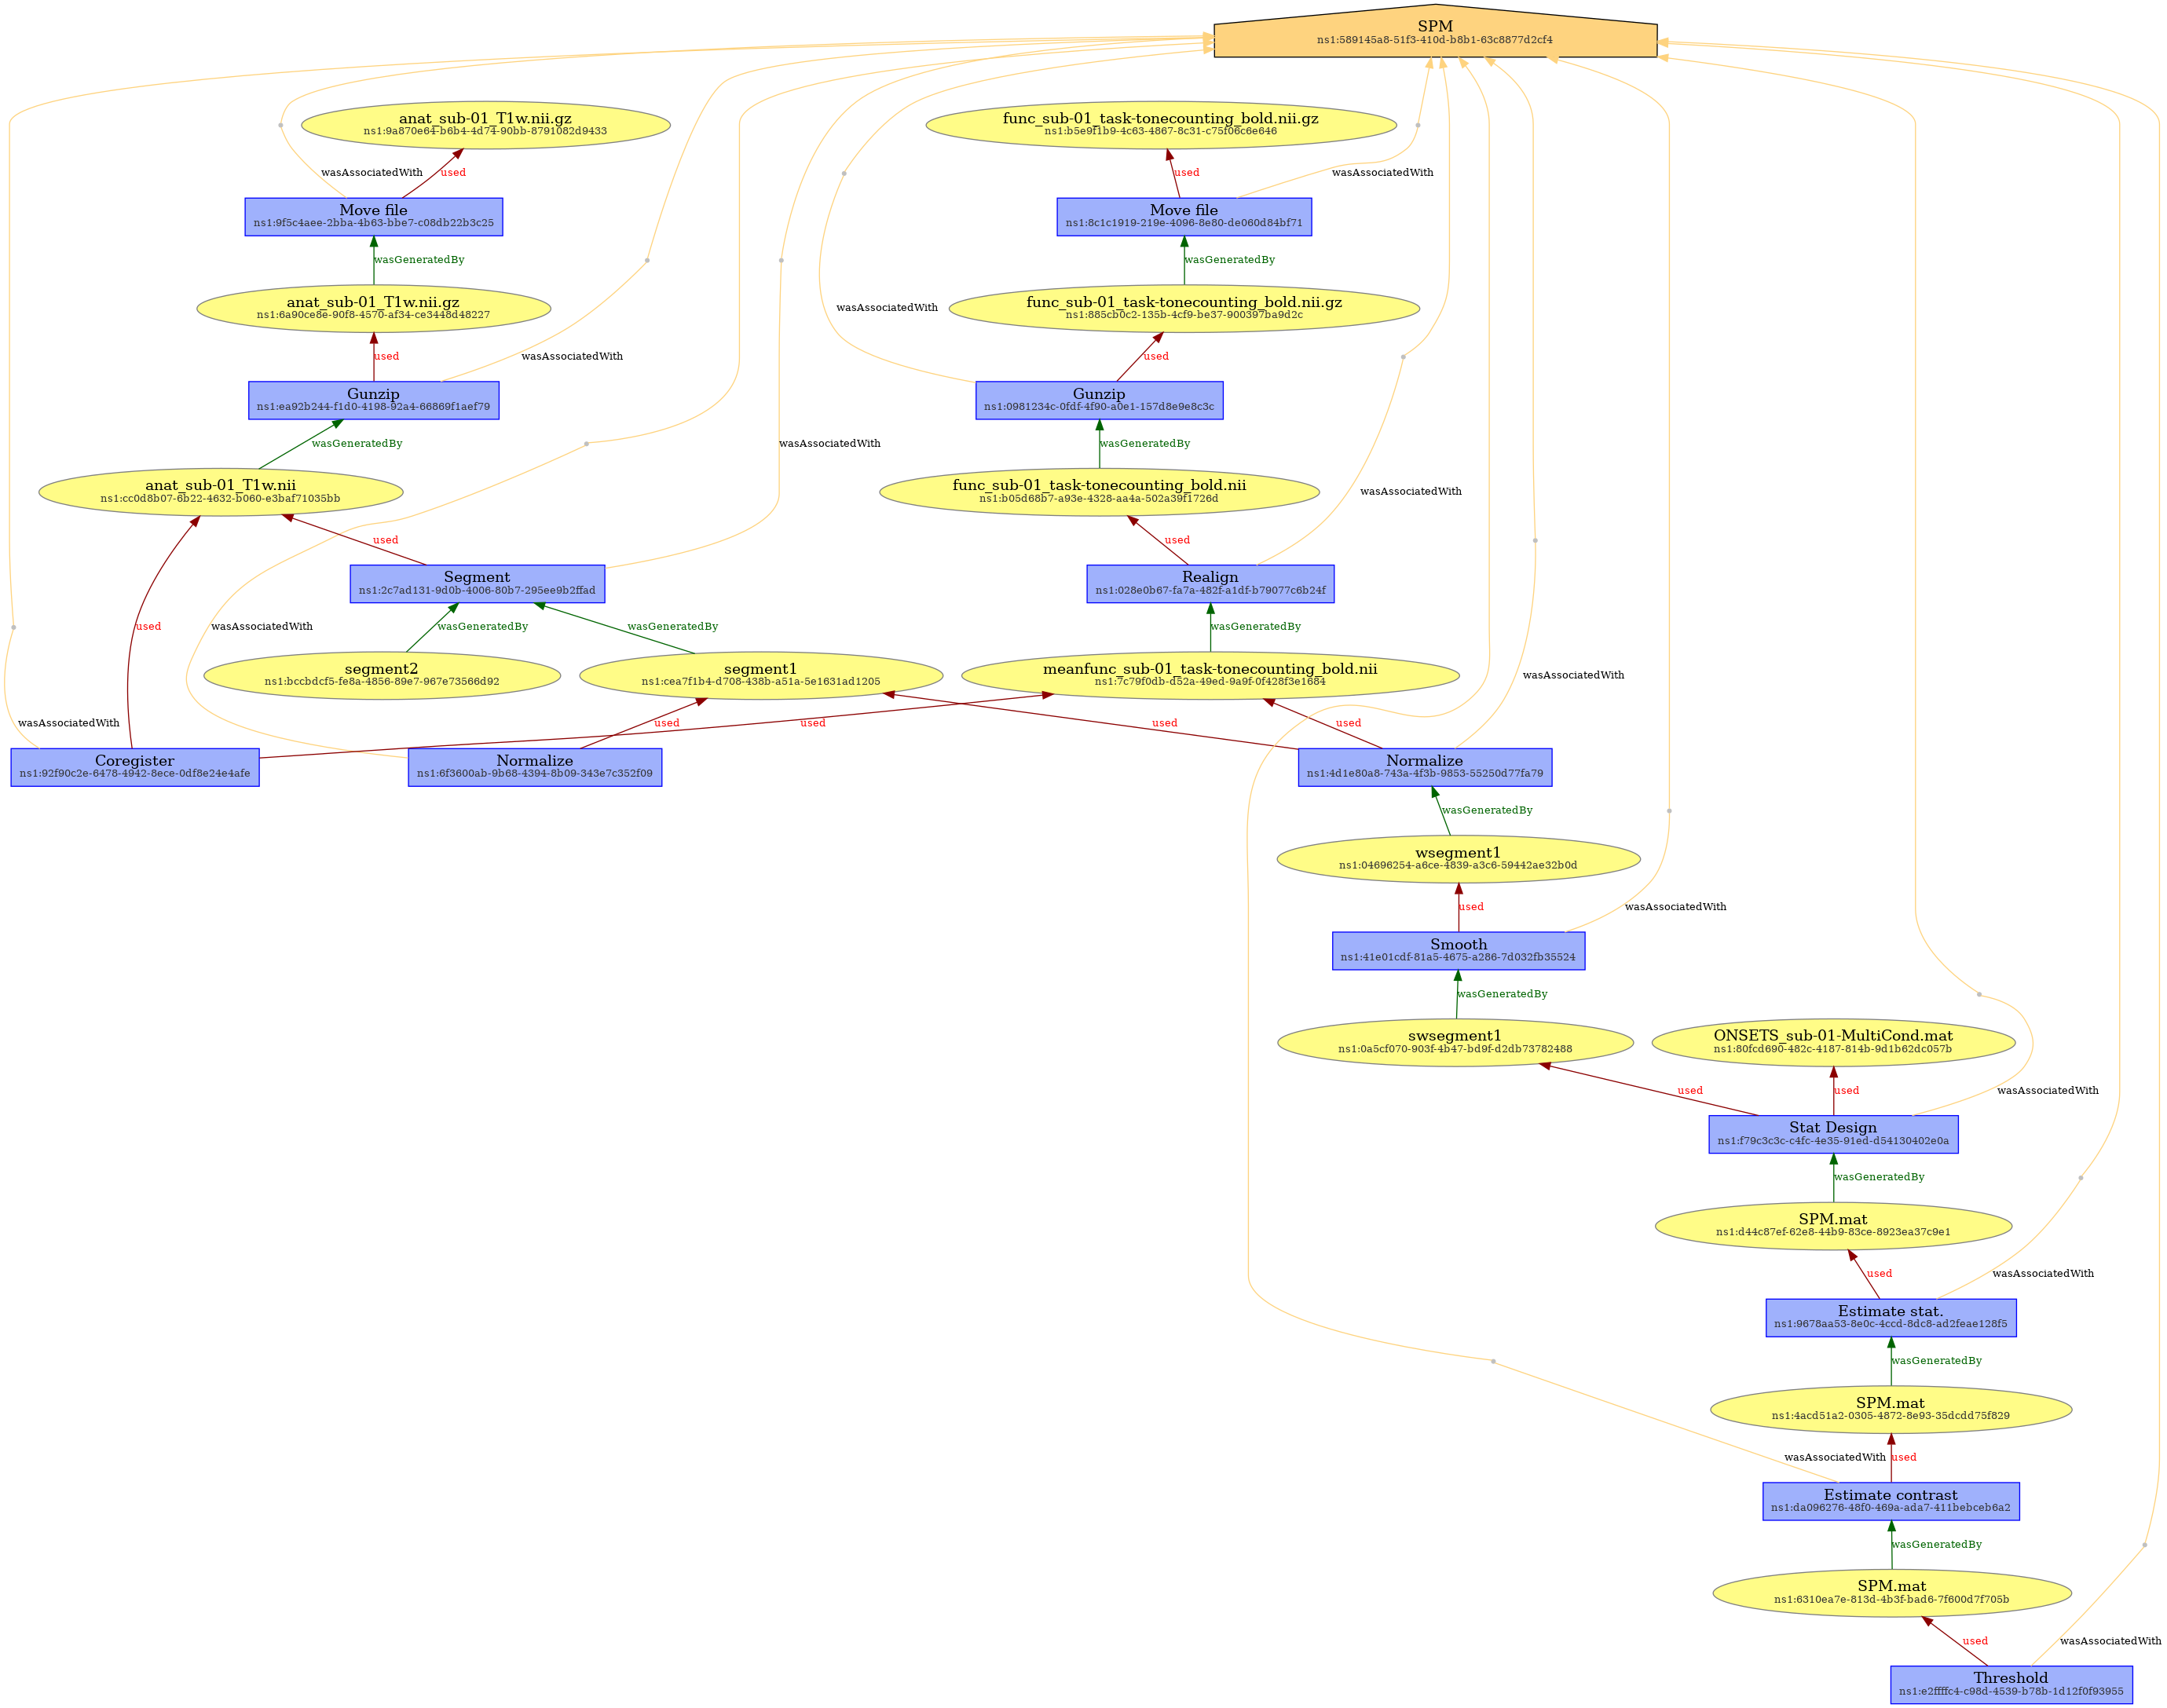 SPM
ns1:589145a8-51f3-410d-b8b1-63c8877d2cf4
anat_sub-01_T1w.nii.gz
ns1:9a870e64-b6b4-4d74-90bb-8791082d9433
func_sub-01_task-tonecounting_bold.nii.gz
ns1:b5e9f1b9-4c63-4867-8c31-c75f06c6e646
wasAssociatedWith
used
used
wasAssociatedWith
Move file
ns1:9f5c4aee-2bba-4b63-bbe7-c08db22b3c25
Move file
ns1:8c1c1919-219e-4096-8e80-de060d84bf71
wasGeneratedBy
wasGeneratedBy
anat_sub-01_T1w.nii.gz
ns1:6a90ce8e-90f8-4570-af34-ce3448d48227
wasAssociatedWith
func_sub-01_task-tonecounting_bold.nii.gz
ns1:885cb0c2-135b-4cf9-be37-900397ba9d2c
used
wasAssociatedWith
used
Gunzip
ns1:ea92b244-f1d0-4198-92a4-66869f1aef79
Gunzip
ns1:0981234c-0fdf-4f90-a0e1-157d8e9e8c3c
wasGeneratedBy
wasAssociatedWith
wasGeneratedBy
anat_sub-01_T1w.nii
ns1:cc0d8b07-6b22-4632-b060-e3baf71035bb
func_sub-01_task-tonecounting_bold.nii
ns1:b05d68b7-a93e-4328-aa4a-502a39f1726d
wasAssociatedWith
used
used
Segment
ns1:2c7ad131-9d0b-4006-80b7-295ee9b2ffad
Realign
ns1:028e0b67-fa7a-482f-a1df-b79077c6b24f
used
wasAssociatedWith
wasGeneratedBy
wasGeneratedBy
wasGeneratedBy
segment2
ns1:bccbdcf5-fe8a-4856-89e7-967e73566d92
segment1
ns1:cea7f1b4-d708-438b-a51a-5e1631ad1205
meanfunc_sub-01_task-tonecounting_bold.nii
ns1:7c79f0db-d52a-49ed-9a9f-0f428f3e1684
wasAssociatedWith
wasAssociatedWith
used
used
used
used
Coregister
ns1:92f90c2e-6478-4942-8ece-0df8e24e4afe
Normalize
ns1:6f3600ab-9b68-4394-8b09-343e7c352f09
Normalize
ns1:4d1e80a8-743a-4f3b-9853-55250d77fa79
wasGeneratedBy
wsegment1
ns1:04696254-a6ce-4839-a3c6-59442ae32b0d
used
wasAssociatedWith
Smooth
ns1:41e01cdf-81a5-4675-a286-7d032fb35524
wasGeneratedBy
swsegment1
ns1:0a5cf070-903f-4b47-bd9f-d2db73782488
ONSETS_sub-01-MultiCond.mat
ns1:80fcd690-482c-4187-814b-9d1b62dc057b
used
used
wasAssociatedWith
Stat Design
ns1:f79c3c3c-c4fc-4e35-91ed-d54130402e0a
wasGeneratedBy
SPM.mat
ns1:d44c87ef-62e8-44b9-83ce-8923ea37c9e1
used
wasAssociatedWith
Estimate stat.
ns1:9678aa53-8e0c-4ccd-8dc8-ad2feae128f5
wasGeneratedBy
SPM.mat
ns1:4acd51a2-0305-4872-8e93-35dcdd75f829
wasAssociatedWith
used
Estimate contrast
ns1:da096276-48f0-469a-ada7-411bebceb6a2
wasGeneratedBy
SPM.mat
ns1:6310ea7e-813d-4b3f-bad6-7f600d7f705b
used
wasAssociatedWith
Threshold
ns1:e2ffffc4-c98d-4539-b78b-1d12f0f93955